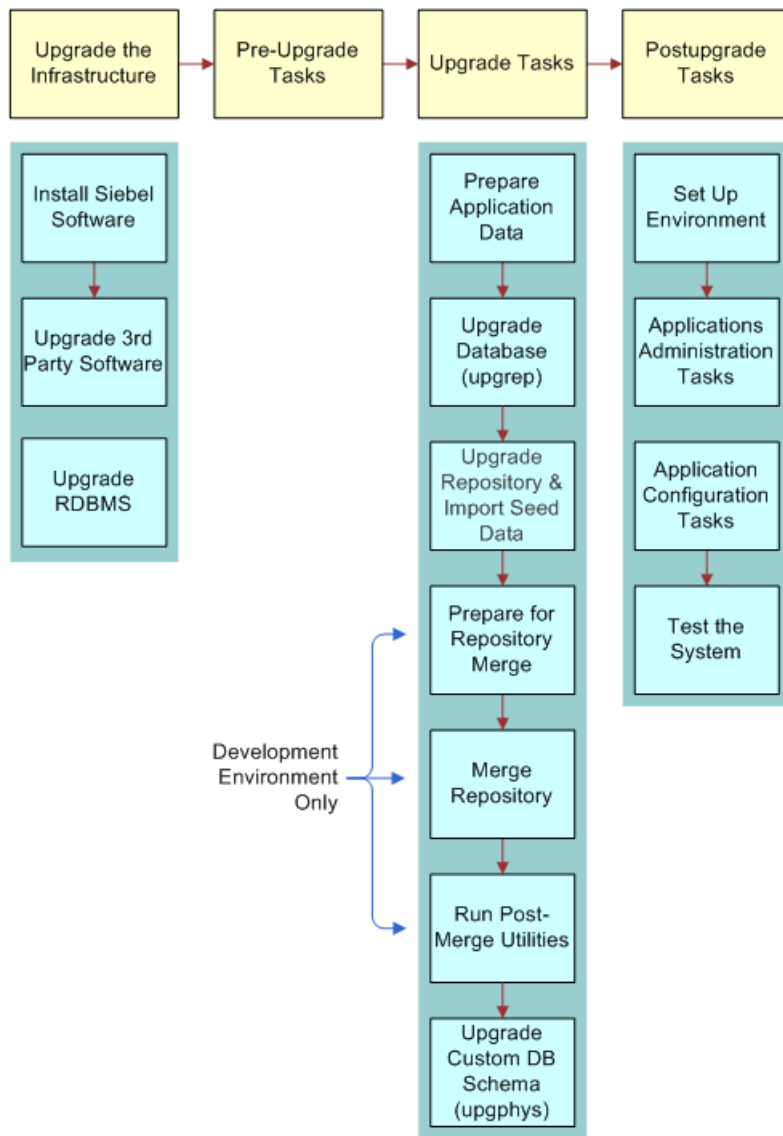 Upgrade the
Infrastructure
Pre-Upgrade
Tasks
Upgrade Tasks
Postupgrade
Tasks
Install Siebel
Software
Upgrade 3rd
Party Software
Upgrade
RDBMS
Prepare
Application
Data
Upgrade
Database
(upgrep)
Upgrade
Repository &
Import Seed
Data
Prepare for
Repository
Merge
Merge
Repository
Run Post-
Merge Utilities
Upgrade
Custom DB
Schema
(upgphys)
Development
Environment
Only
Set Up
Environment
Applications
Administration
Tasks
Application
Configuration
Tasks
Test the
System